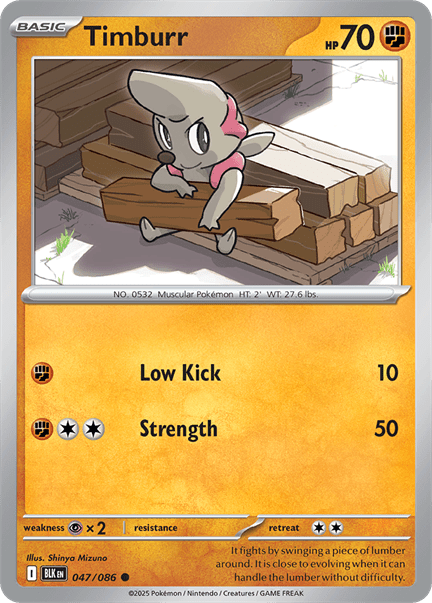 BASIC
Timburr
HP70
NO. 0532 Muscular Pokémon HT: 2' WT: 27.6 lbs.
Low Kick 10
Strength 50
weakness ×2 resistance retreat
Illus. Shinya Mizuno
It fights by swinging a piece of lumber
around. It is close to evolving when it can
handle the lumber without difficulty.
I BLK EN 047/086
©2025 Pokémon / Nintendo / Creatures / GAME FREAK